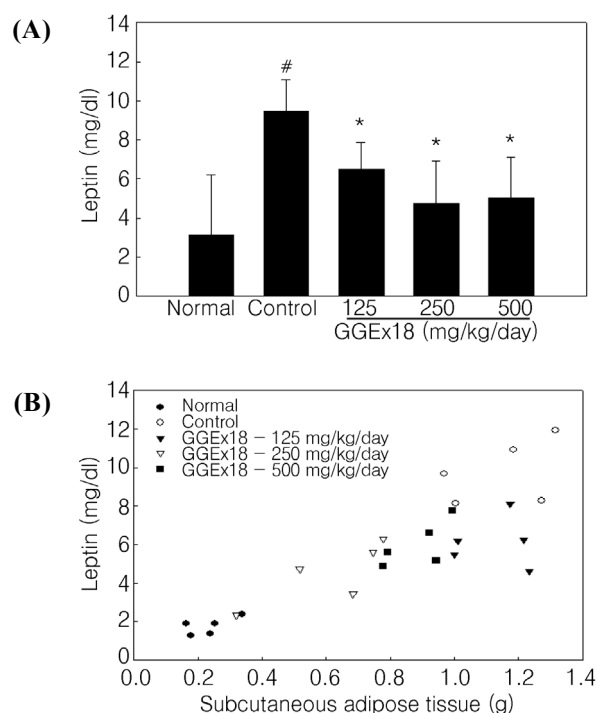 (A)
14
12
10
8
6
4
2
0
Leptin (mg/dl)
#
*
*
*
Normal Control 125 250 500
GGEx18 (mg/kg/day)
(B)
14
12
10
8
6
4
2
0
Leptin (mg/dl)
Normal
Control
GGEx18 - 125 mg/kg/day
GGEx18 - 250 mg/kg/day
GGEx18 - 500 mg/kg/day
0.0 0.2 0.4 0.6 0.8 1.0 1.2 1.4
Subcutaneous adipose tissue (g)